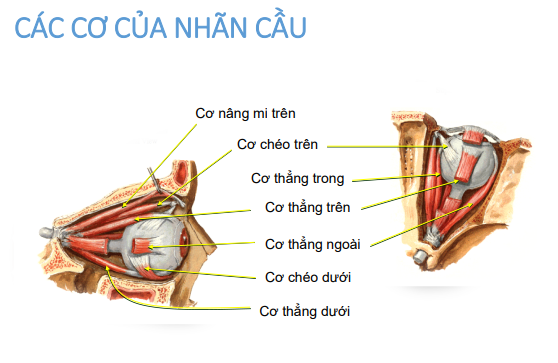 CÁC CƠ CỦA NHÃN CẦU
Cơ nâng mi trên
Cơ chéo trên
Cơ thẳng trong
Cơ thẳng trên
Cơ thẳng ngoài
Cơ chéo dưới
Cơ thẳng dưới